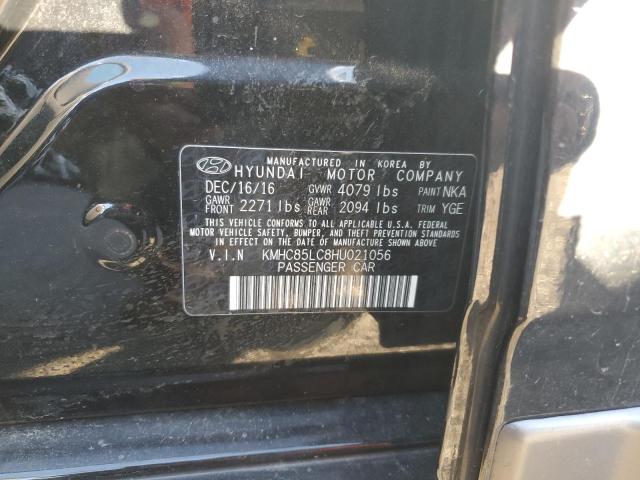 MANUFACTURED IN KOREA BY
HYUNDAI MOTOR COMPANY
DEC/16/16 GVWR 4079 lbs PAINT NKA
GAWR FRONT 2271 lbs GAWR REAR 2094 lbs TRIM YGE
THIS VEHICLE CONFORMS TO ALL APPLICABLE U.S.A. FEDERAL
MOTOR VEHICLE SAFETY, BUMPER, AND THEFT PREVENTION STANDARDS
IN EFFECT ON THE DATE OF MANUFACTURE SHOWN ABOVE.
V.I.N KMHC85LC8HU021056
PASSENGER CAR